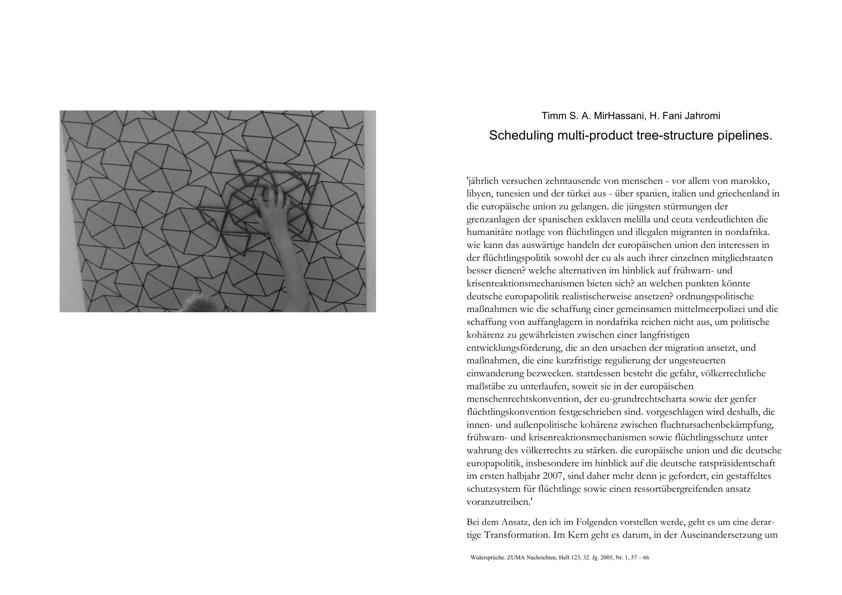 Timm S. A. MirHassani, H. Fani Jahromi
Scheduling multi-product tree-structure pipelines.
'jährlich versuchen zehntausende von menschen - vor allem von marokko,
libyen, tunesien und der türkei aus - über spanien, italien und griechenland in
die europäische union zu gelangen. die jüngsten stürmungen der
grenzanlagen der spanischen exklaven melilla und ceuta verdeutlichten die
humanitäre notlage von flüchtlingen und illegalen migranten in nordafrika.
wie kann das auswärtige handeln der europäischen union den interessen in
der flüchtlingspolitik sowohl der eu als auch ihrer einzelnen mitgliedstaaten
besser dienen? welche alternativen im hinblick auf frühwarn- und
krisenreaktionsmechanismen bieten sich? an welchen punkten könnte
deutsche europapolitik realistischerweise ansetzen? ordnungspolitische
maßnahmen wie die schaffung einer gemeinsamen mittelmeerpolizei und die
schaffung von auffanglagern in nordafrika reichen nicht aus, um politische
kohärenz zu gewährleisten zwischen einer langfristigen
entwicklungsförderung, die an den ursachen der migration ansetzt, und
maßnahmen, die eine kurzfristige regulierung der ungesteuerten
einwanderung bezwecken. stattdessen besteht die gefahr, völkerrechtliche
maßstäbe zu unterlaufen, soweit sie in der europäischen
menschenrechtskonvention, der eu-grundrechtscharta sowie der genfer
flüchtlingskonvention festgeschrieben sind. vorgeschlagen wird deshalb, die
innen- und außenpolitische kohärenz zwischen fluchtursachenbekämpfung,
frühwarn- und krisenreaktionsmechanismen sowie flüchtlingsschutz unter
wahrung des völkerrechts zu stärken. die europäische union und die deutsche
europapolitik, insbesondere im hinblick auf die deutsche ratspräsidentschaft
im ersten halbjahr 2007, sind daher mehr denn je gefordert, ein gestaffeltes
schutzsystem für flüchtlinge sowie einen ressortübergreifenden ansatz
voranzutreiben.'
Bei dem Ansatz, den ich im Folgenden vorstellen werde, geht es um eine derar-
tige Transformation. Im Kern geht es darum, in der Auseinandersetzung um
Widersprüche. ZUMA Nachrichten, Heft 123, 32. Jg. 2005, Nr. 1, 57 – 66